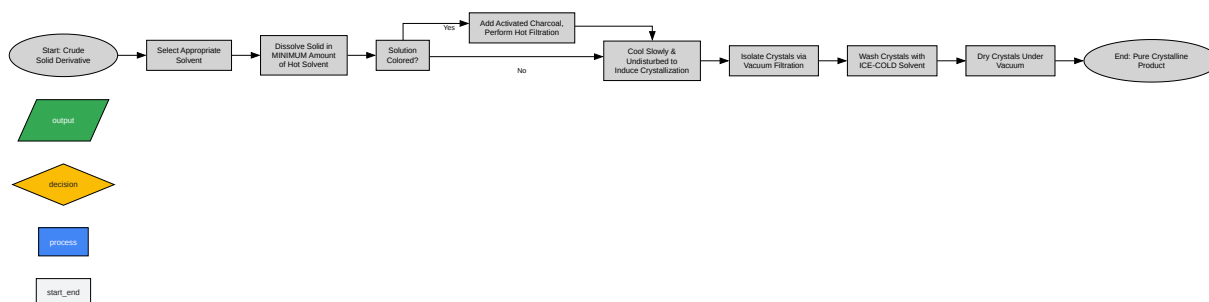 Start: Crude
Solid Derivative
Select Appropriate
Solvent
Dissolve Solid in
MINIMUM Amount
of Hot Solvent
Solution
Colored?
Yes
Add Activated Charcoal,
Perform Hot Filtration
No
Cool Slowly &
Undisturbed to
Induce Crystallization
Isolate Crystals via
Vacuum Filtration
Wash Crystals with
ICE-COLD Solvent
Dry Crystals Under
Vacuum
End: Pure Crystalline
Product
output
decision
process
start_end